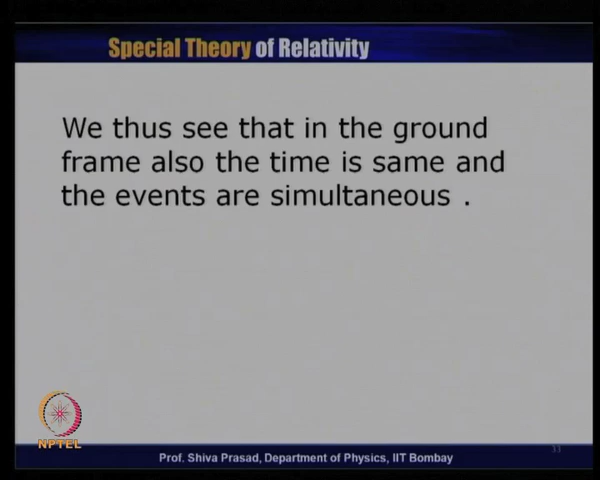 Special Theory of Relativity
We thus see that in the ground
frame also the time is same and
the events are simultaneous .
NPTEL
Prof. Shiva Prasad, Department of Physics, IIT Bombay